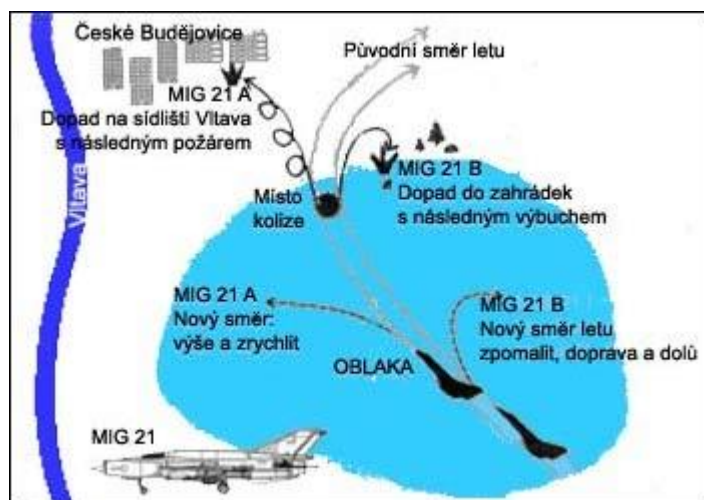 České Budějovice
Původní směr letu
MIG 21 A
Dopad na sídlišti Vltava
s následným požárem
MIG 21 B
Dopad do zahrádek
s následným výbuchem
Místo
kolize
Vltava
MIG 21 A
Nový směr:
výše a zrychlit
MIG 21 B
Nový směr letu
zpomalit, doprava a dolů
OBLAKA
MIG 21